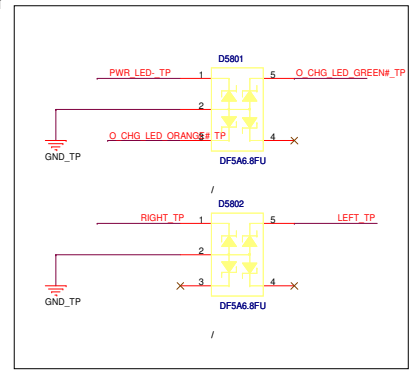 D5801
PWR_LED-_TP 1 5 O_CHG_LED_GREEN#_TP
2
O_CHG_LED_ORANGE#_TP 3 4
GND_TP
DF5A6.8FU
/
D5802
RIGHT_TP 1 5 LEFT_TP
2
3 4
GND_TP
DF5A6.8FU
/